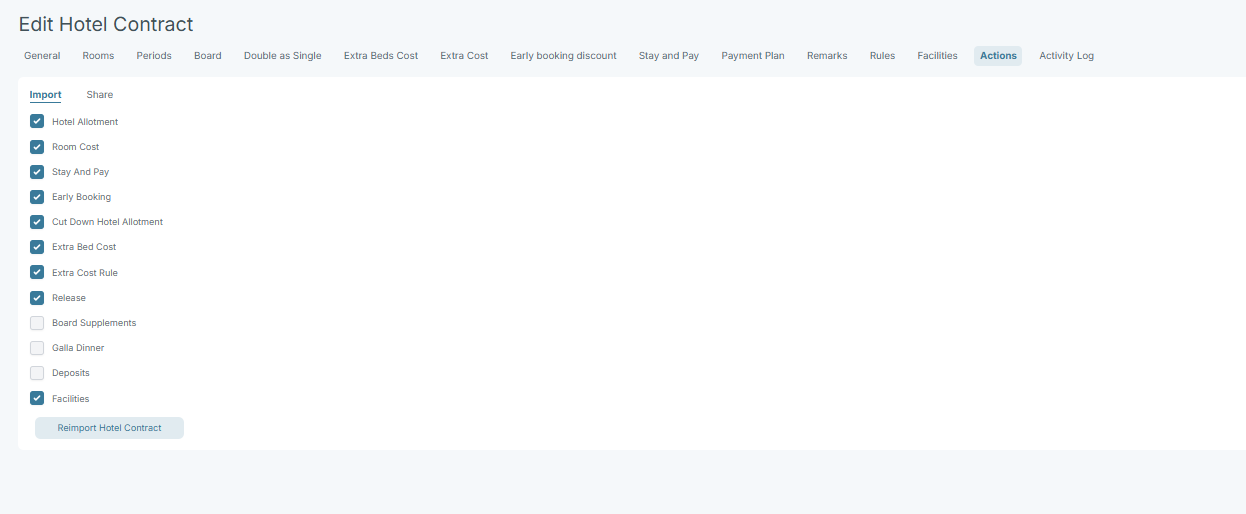 Edit Hotel Contract
General Rooms Periods Board Double as Single Extra Beds Cost Extra Cost Early booking discount Stay and Pay Payment Plan Remarks Rules Facilities Actions Activity Log
Import Share
Hotel Allotment
Room Cost
Stay And Pay
Early Booking
Cut Down Hotel Allotment
Extra Bed Cost
Extra Cost Rule
Release
Board Supplements
Galla Dinner
Deposits
Facilities
Reimport Hotel Contract